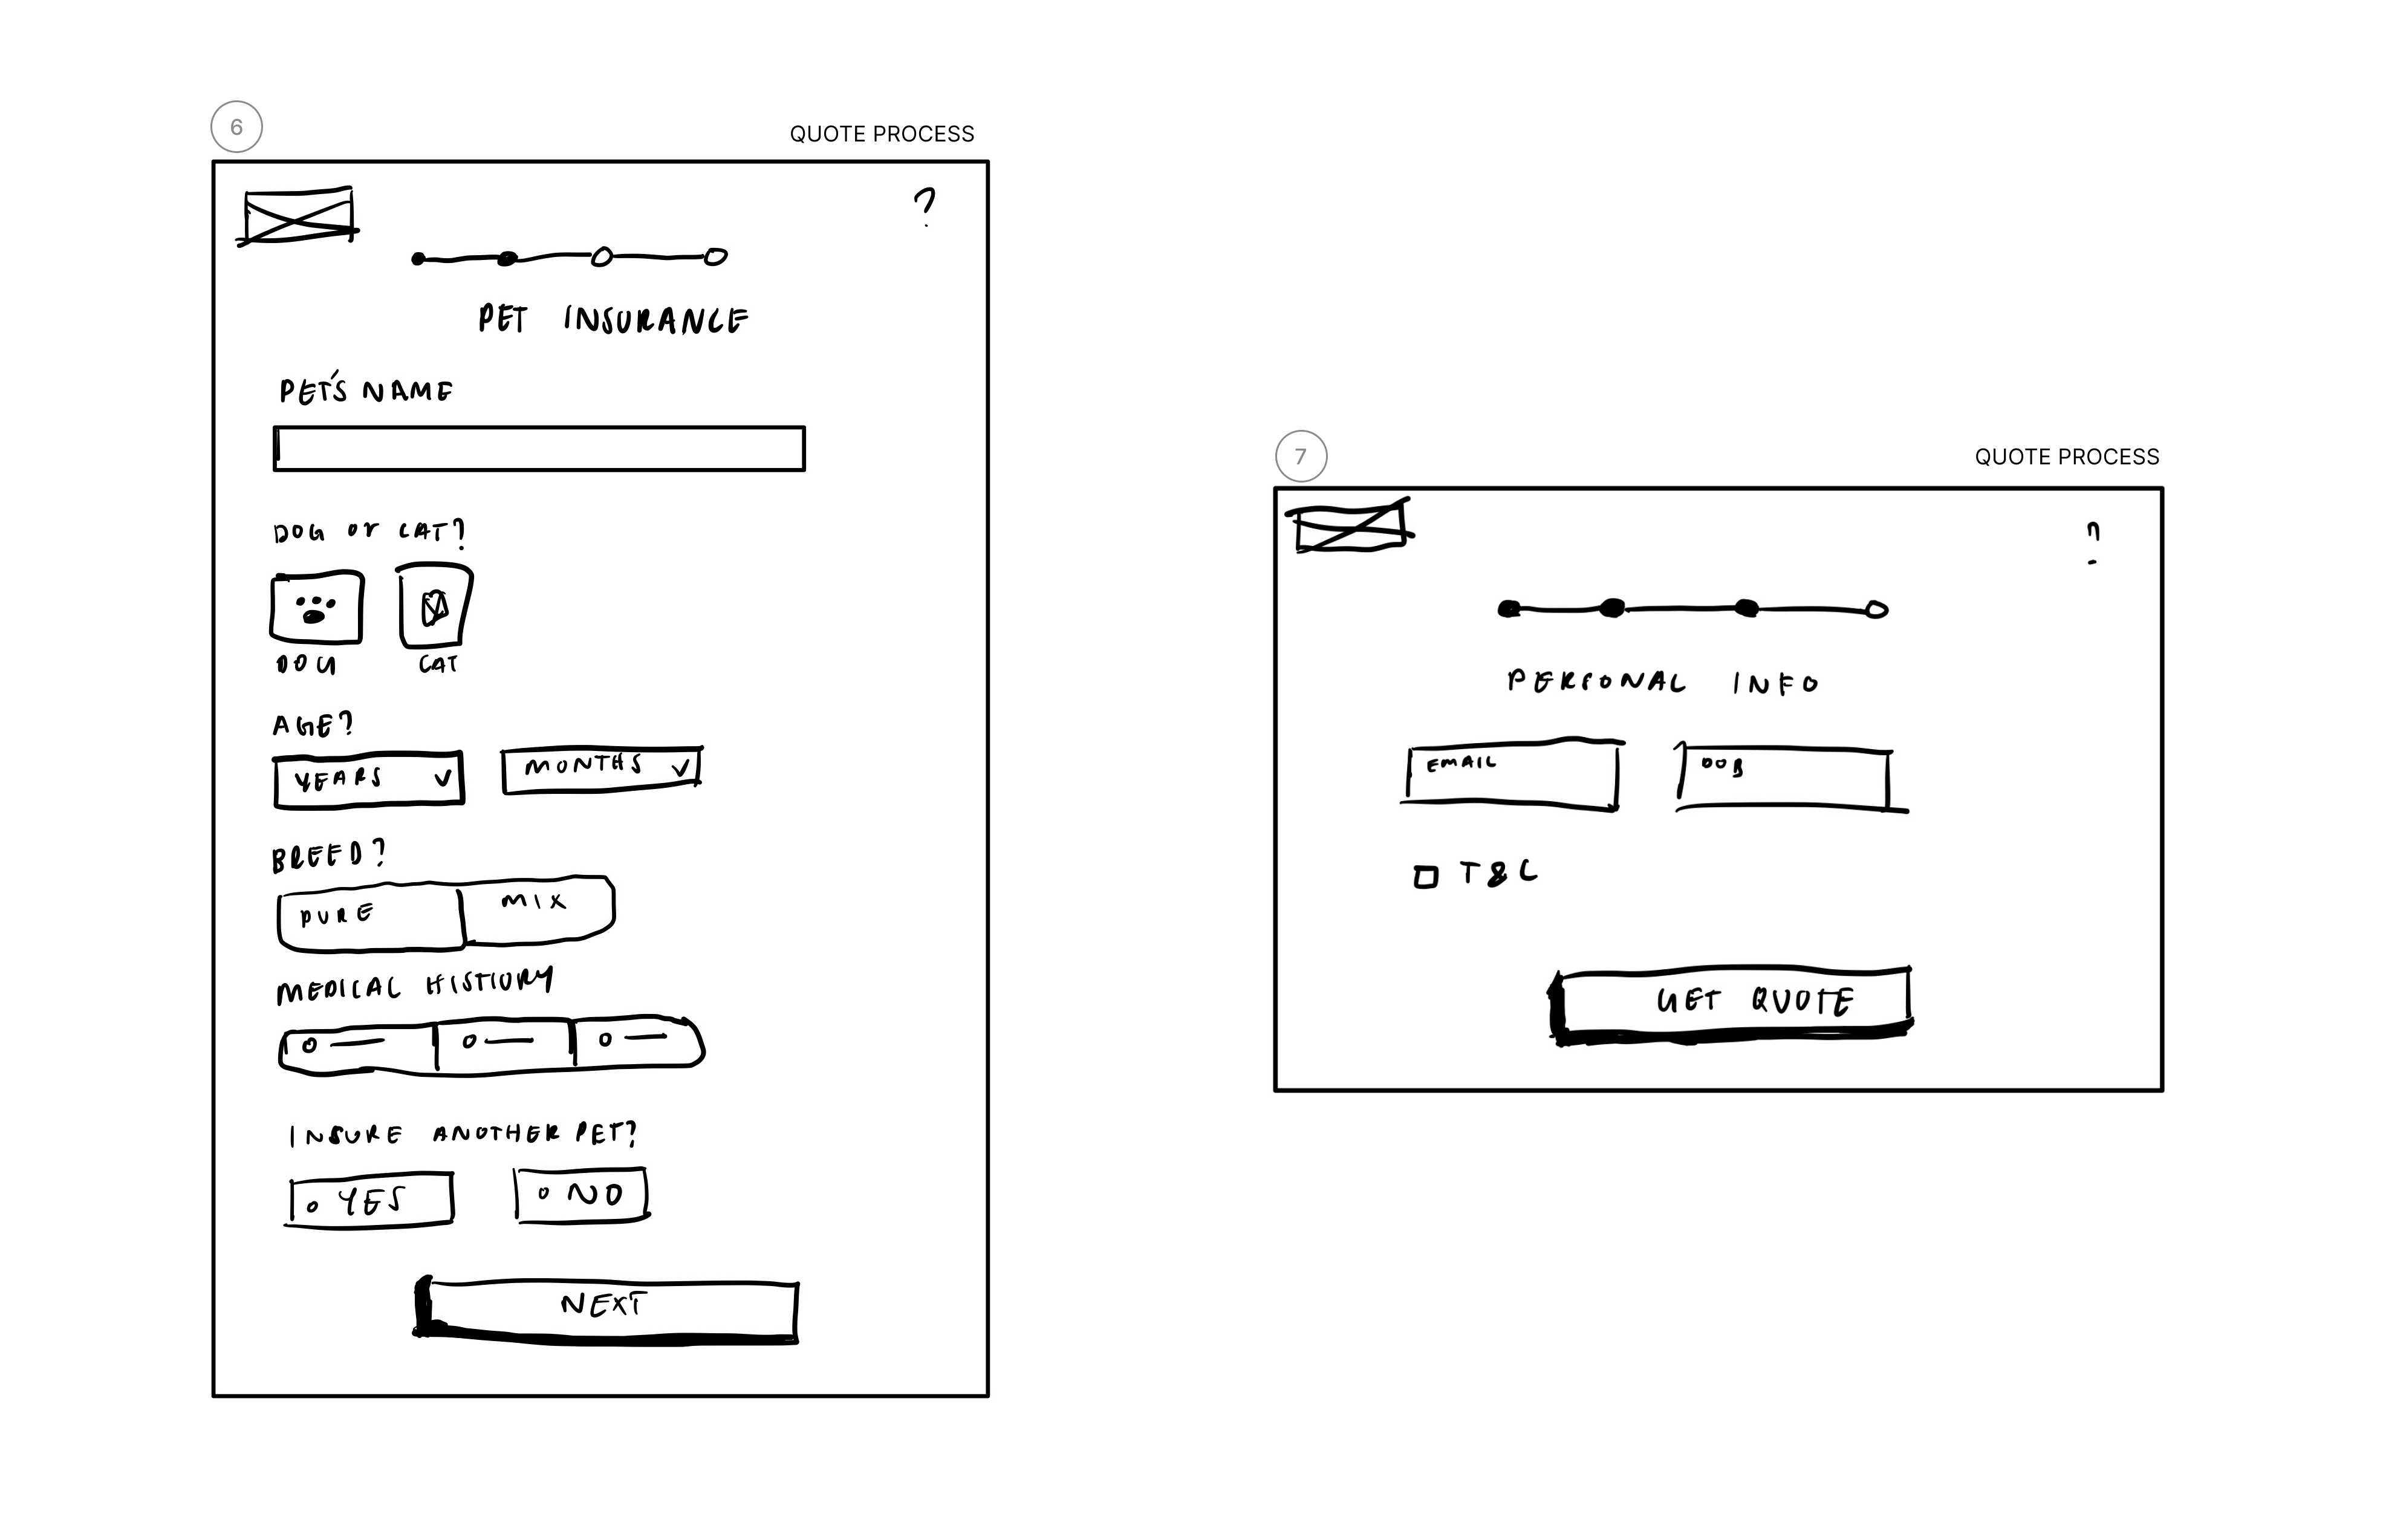 6
QUOTE PROCESS
?
PET INSURANCE
PET'S NAME
DOG or CAT?
DOG CAT
AGE?
YEARS MONTHS
BREED?
PURE MIX
MEDICAL HISTORY
INSURE ANOTHER PET?
YES NO
NEXT
7
QUOTE PROCESS
?
PERSONAL INFO
EMAIL DOB
T & C
GET QUOTE